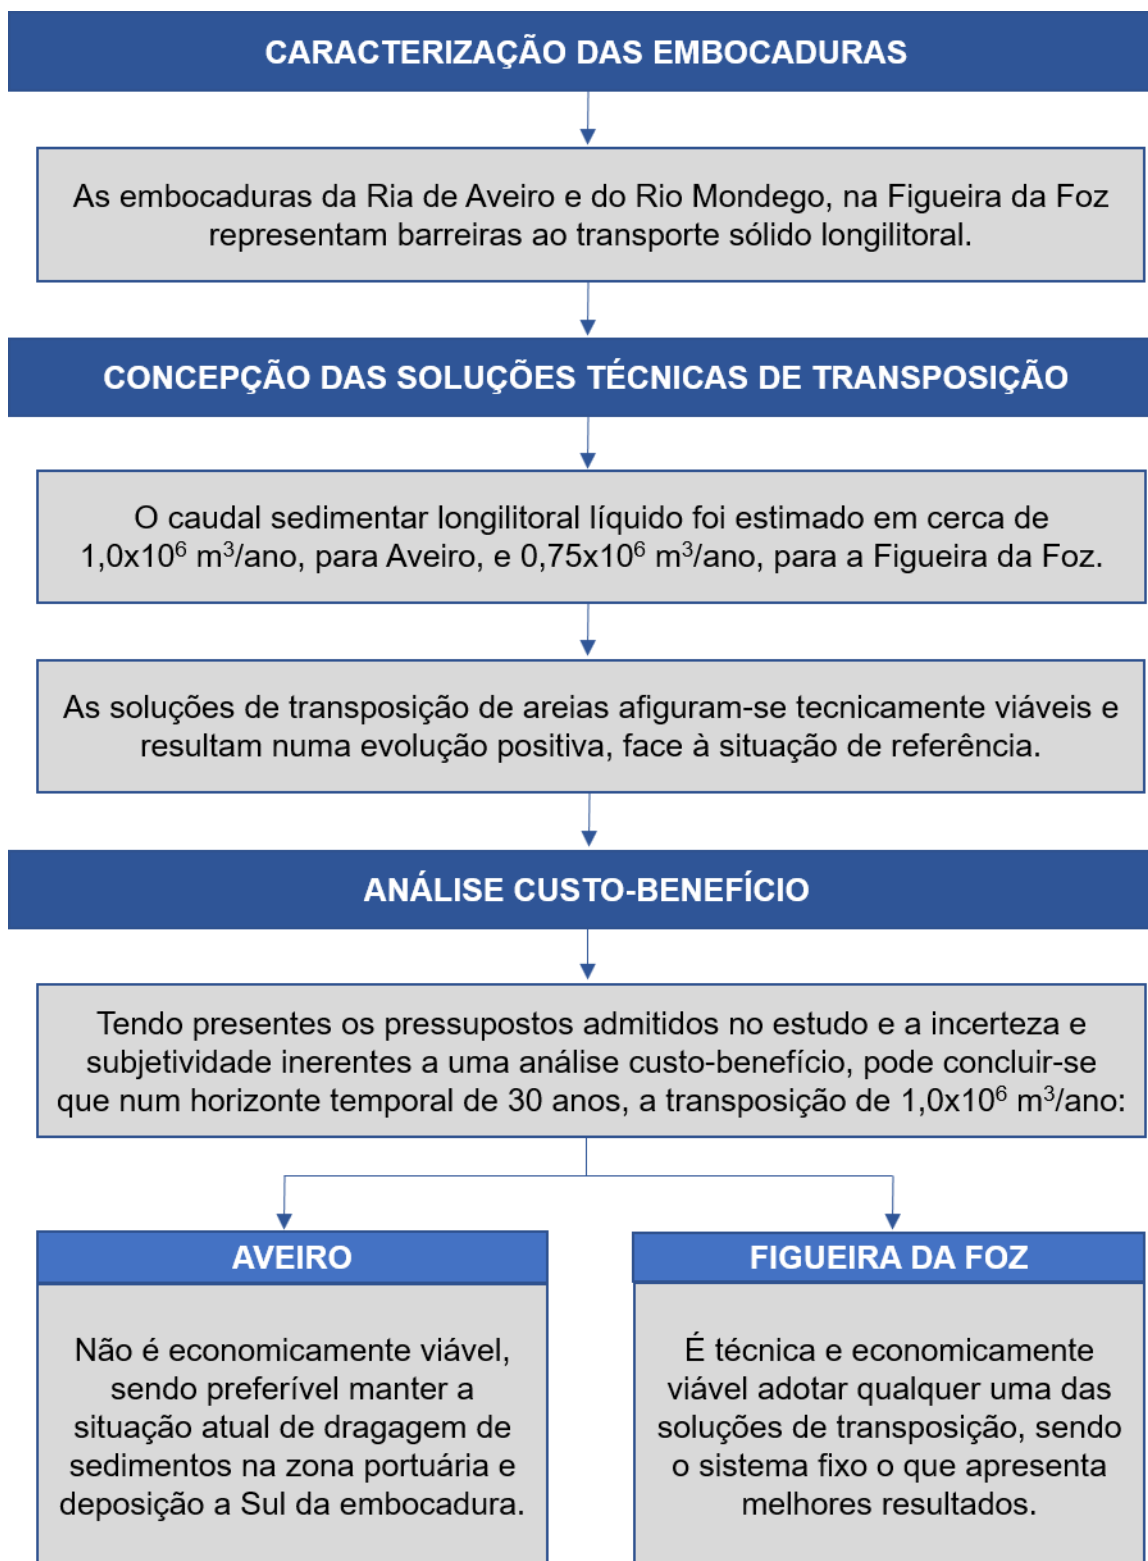 CARACTERIZAÇÃO DAS EMBOCADURAS
As embocaduras da Ria de Aveiro e do Rio Mondego, na Figueira da Foz
representam barreiras ao transporte sólido longilitoral.
CONCEPÇÃO DAS SOLUÇÕES TÉCNICAS DE TRANSPOSIÇÃO
O caudal sedimentar longilitoral líquido foi estimado em cerca de
1,0x10⁶ m³/ano, para Aveiro, e 0,75x10⁶ m³/ano, para a Figueira da Foz.
As soluções de transposição de areias afiguram-se tecnicamente viáveis e
resultam numa evolução positiva, face à situação de referência.
ANÁLISE CUSTO-BENEFÍCIO
Tendo presentes os pressupostos admitidos no estudo e a incerteza e
subjetividade inerentes a uma análise custo-benefício, pode concluir-se
que num horizonte temporal de 30 anos, a transposição de 1,0x10⁶ m³/ano:
AVEIRO
Não é economicamente viável,
sendo preferível manter a
situação atual de dragagem de
sedimentos na zona portuária e
deposição a Sul da embocadura.
FIGUEIRA DA FOZ
É técnica e economicamente
viável adotar qualquer uma das
soluções de transposição, sendo
o sistema fixo o que apresenta
melhores resultados.